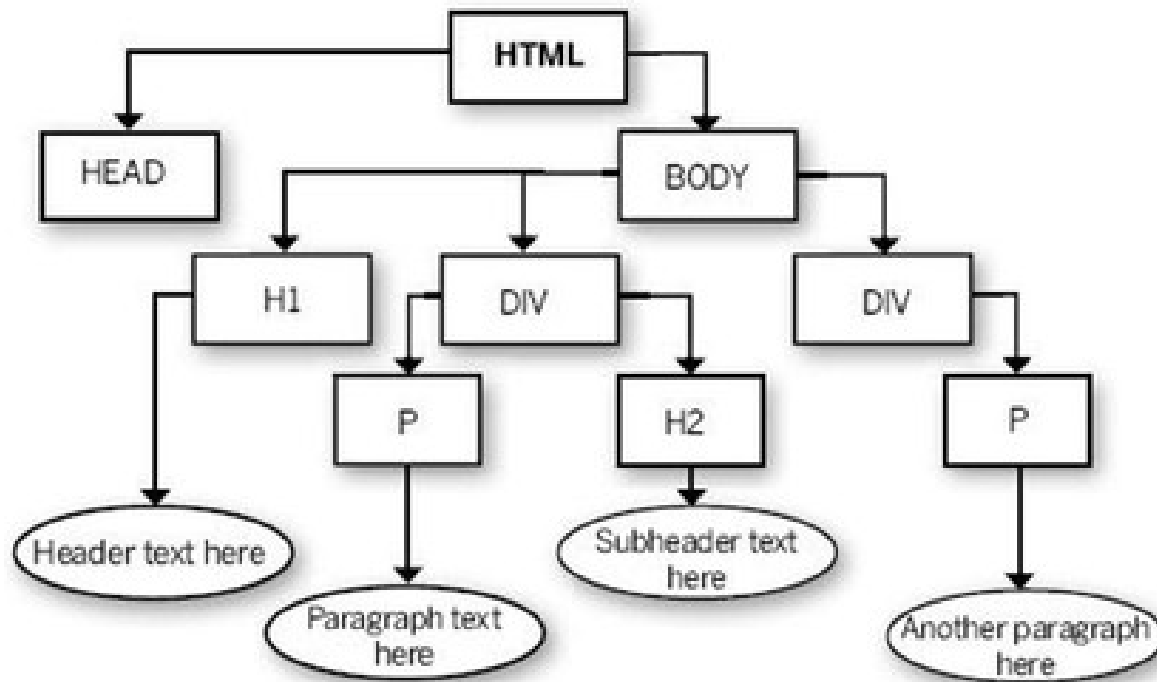 HTML
HEAD
BODY
H1
DIV
DIV
P
H2
P
Header text here
Subheader text
here
Paragraph text
here
Another paragraph
here